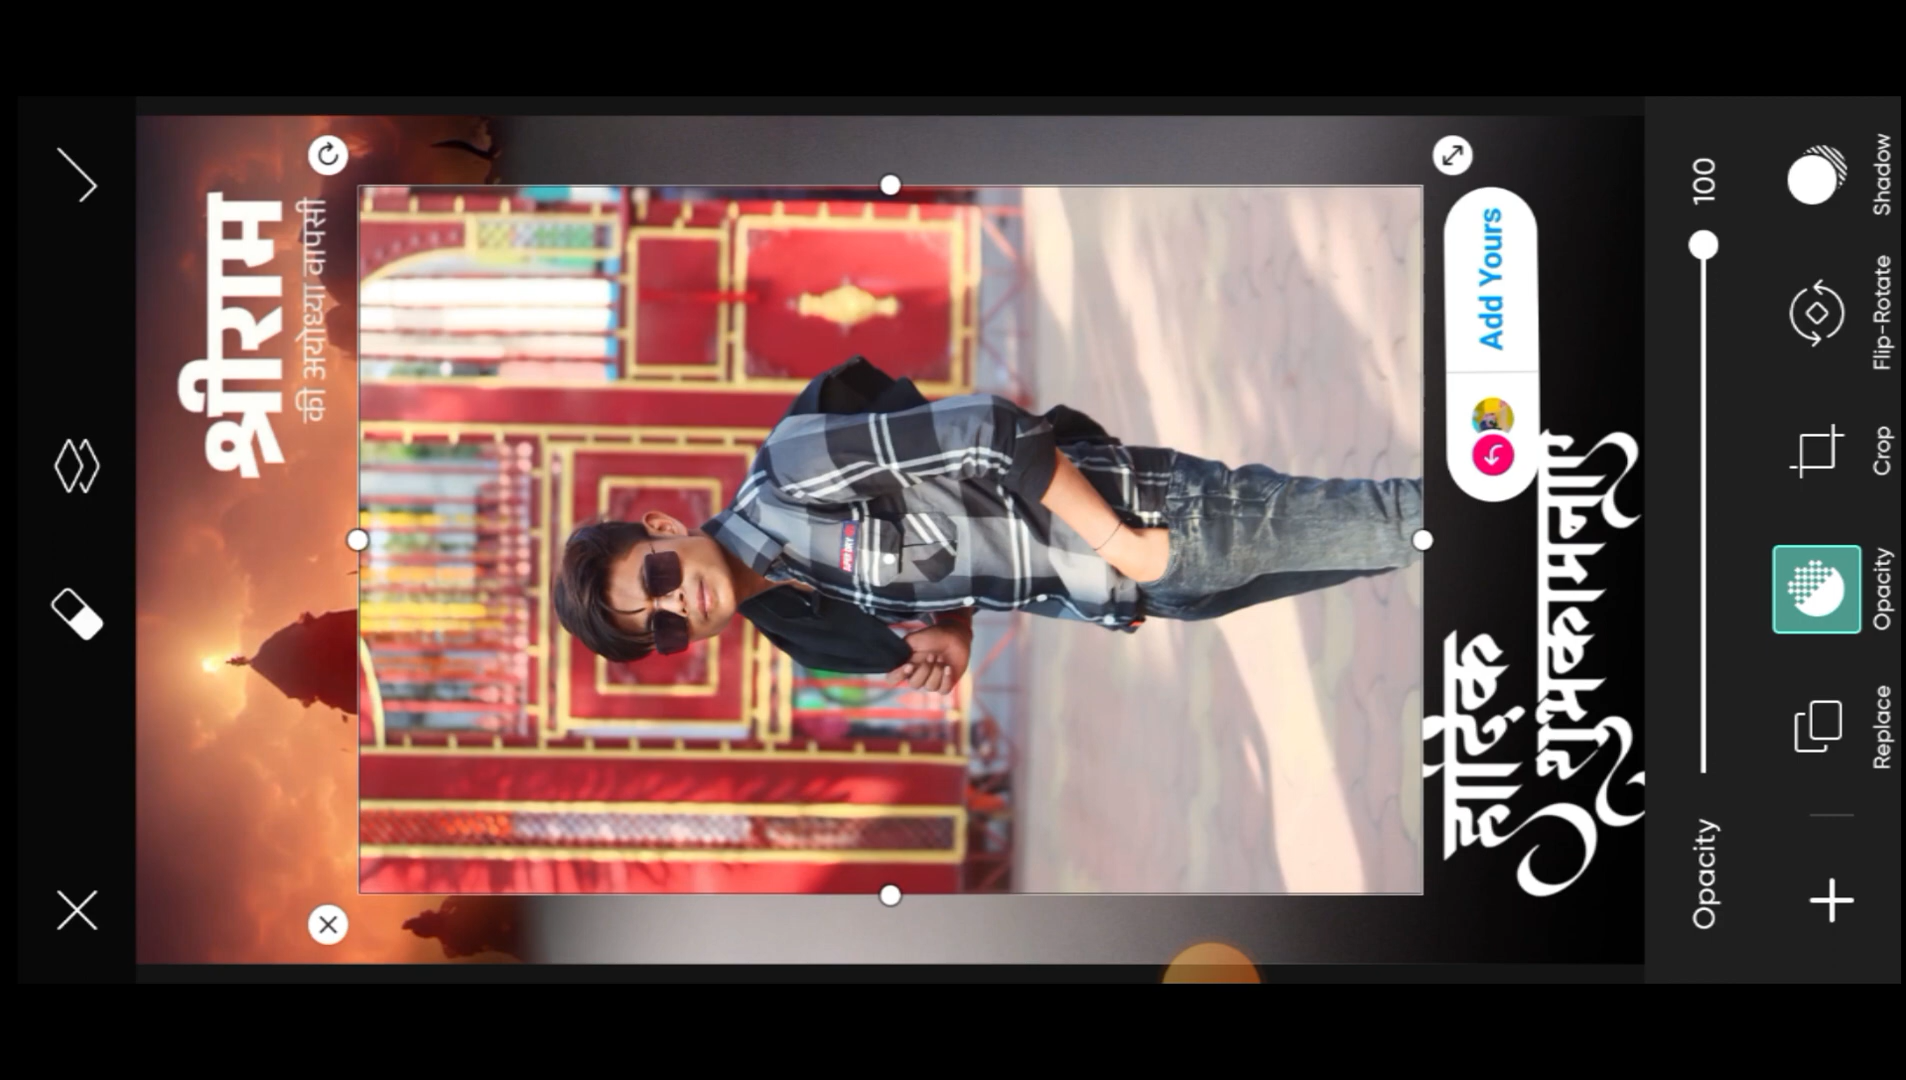 श्रीराम
की अयोध्या वापसी
Add Yours
हार्दिक
शुभकामनाएं
Opacity
100
Replace
Opacity
Crop
Flip-Rotate
Shadow